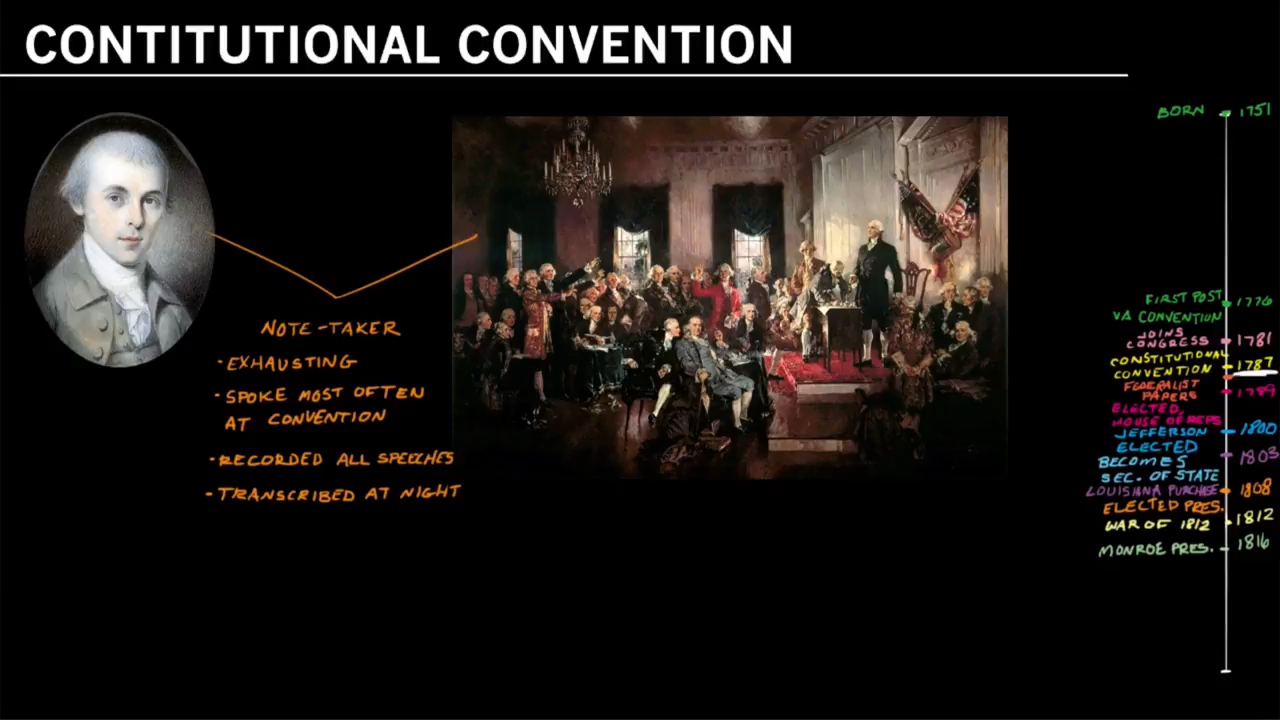 CONTITUTIONAL CONVENTION
NOTE-TAKER
• EXHAUSTING
• SPOKE MOST OFTEN
AT CONVENTION
• RECORDED ALL SPEECHES
• TRANSCRIBED AT NIGHT
BORN 1751
FIRST POST 1776
VA CONVENTION
JOINS
CONGRESS 1781
CONSTITUTIONAL
CONVENTION 1787
FEDERALIST
PAPERS 1789
ELECTED,
HOUSE OF REPS
JEFFERSON 1800
ELECTED
BECOMES 1803
SEC. OF STATE
LOUISIANA PURCHASE 1808
ELECTED PRES.
WAR OF 1812 1812
MONROE PRES. 1816